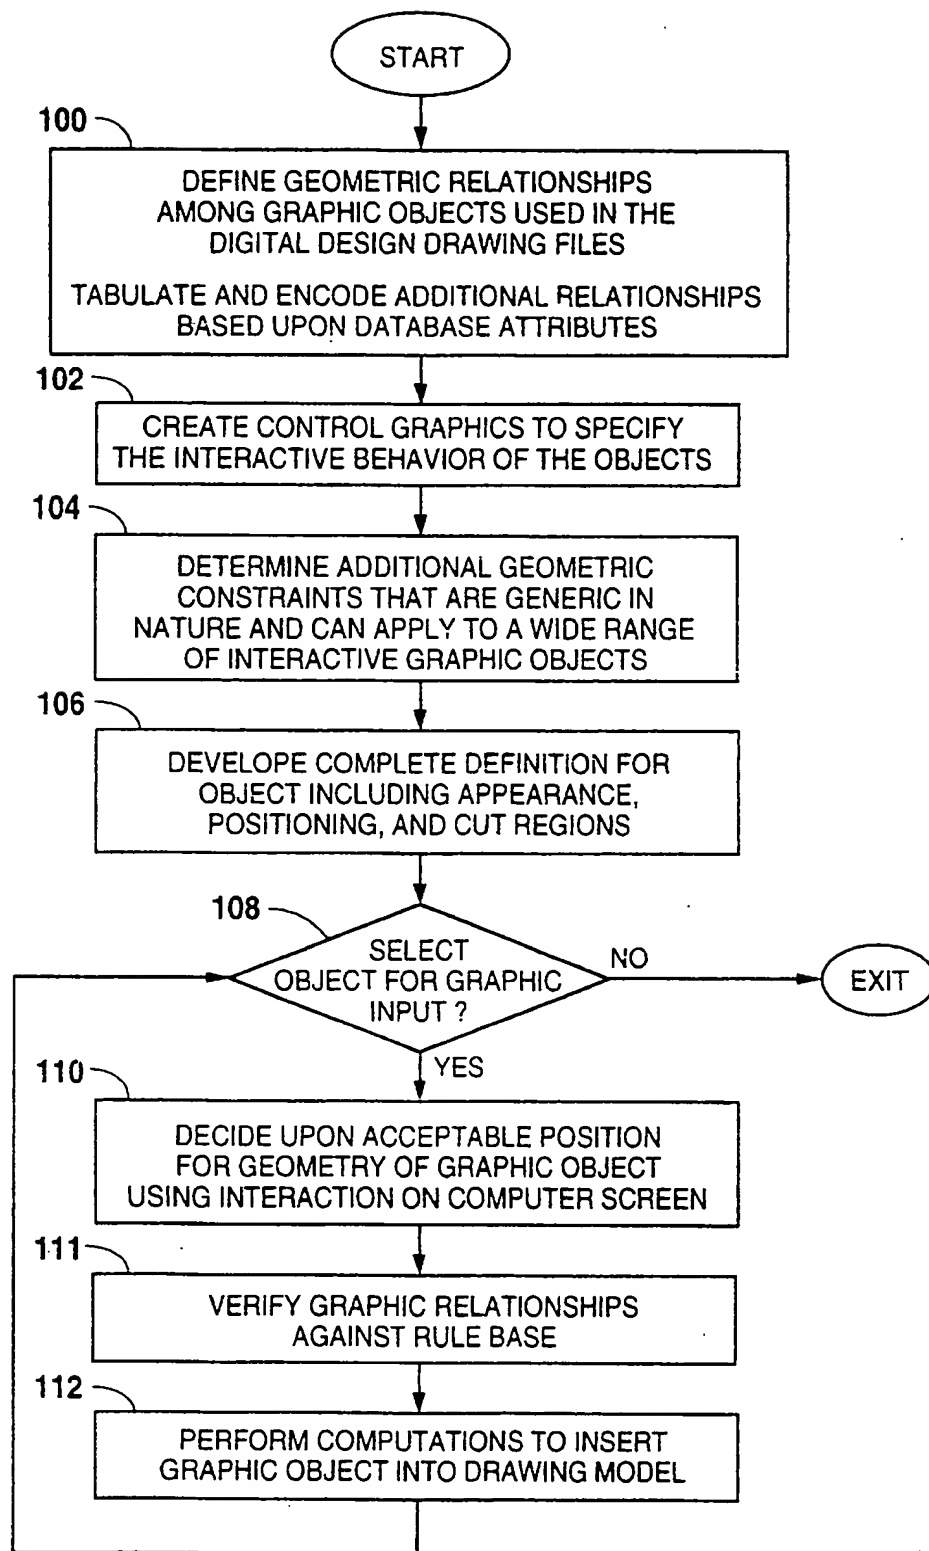 START
100
DEFINE GEOMETRIC RELATIONSHIPS
AMONG GRAPHIC OBJECTS USED IN THE
DIGITAL DESIGN DRAWING FILES
TABULATE AND ENCODE ADDITIONAL RELATIONSHIPS
BASED UPON DATABASE ATTRIBUTES
102
CREATE CONTROL GRAPHICS TO SPECIFY
THE INTERACTIVE BEHAVIOR OF THE OBJECTS
104
DETERMINE ADDITIONAL GEOMETRIC
CONSTRAINTS THAT ARE GENERIC IN
NATURE AND CAN APPLY TO A WIDE RANGE
OF INTERACTIVE GRAPHIC OBJECTS
106
DEVELOPE COMPLETE DEFINITION FOR
OBJECT INCLUDING APPEARANCE,
POSITIONING, AND CUT REGIONS
108
SELECT
OBJECT FOR GRAPHIC
INPUT ?
NO
EXIT
YES
110
DECIDE UPON ACCEPTABLE POSITION
FOR GEOMETRY OF GRAPHIC OBJECT
USING INTERACTION ON COMPUTER SCREEN
111
VERIFY GRAPHIC RELATIONSHIPS
AGAINST RULE BASE
112
PERFORM COMPUTATIONS TO INSERT
GRAPHIC OBJECT INTO DRAWING MODEL